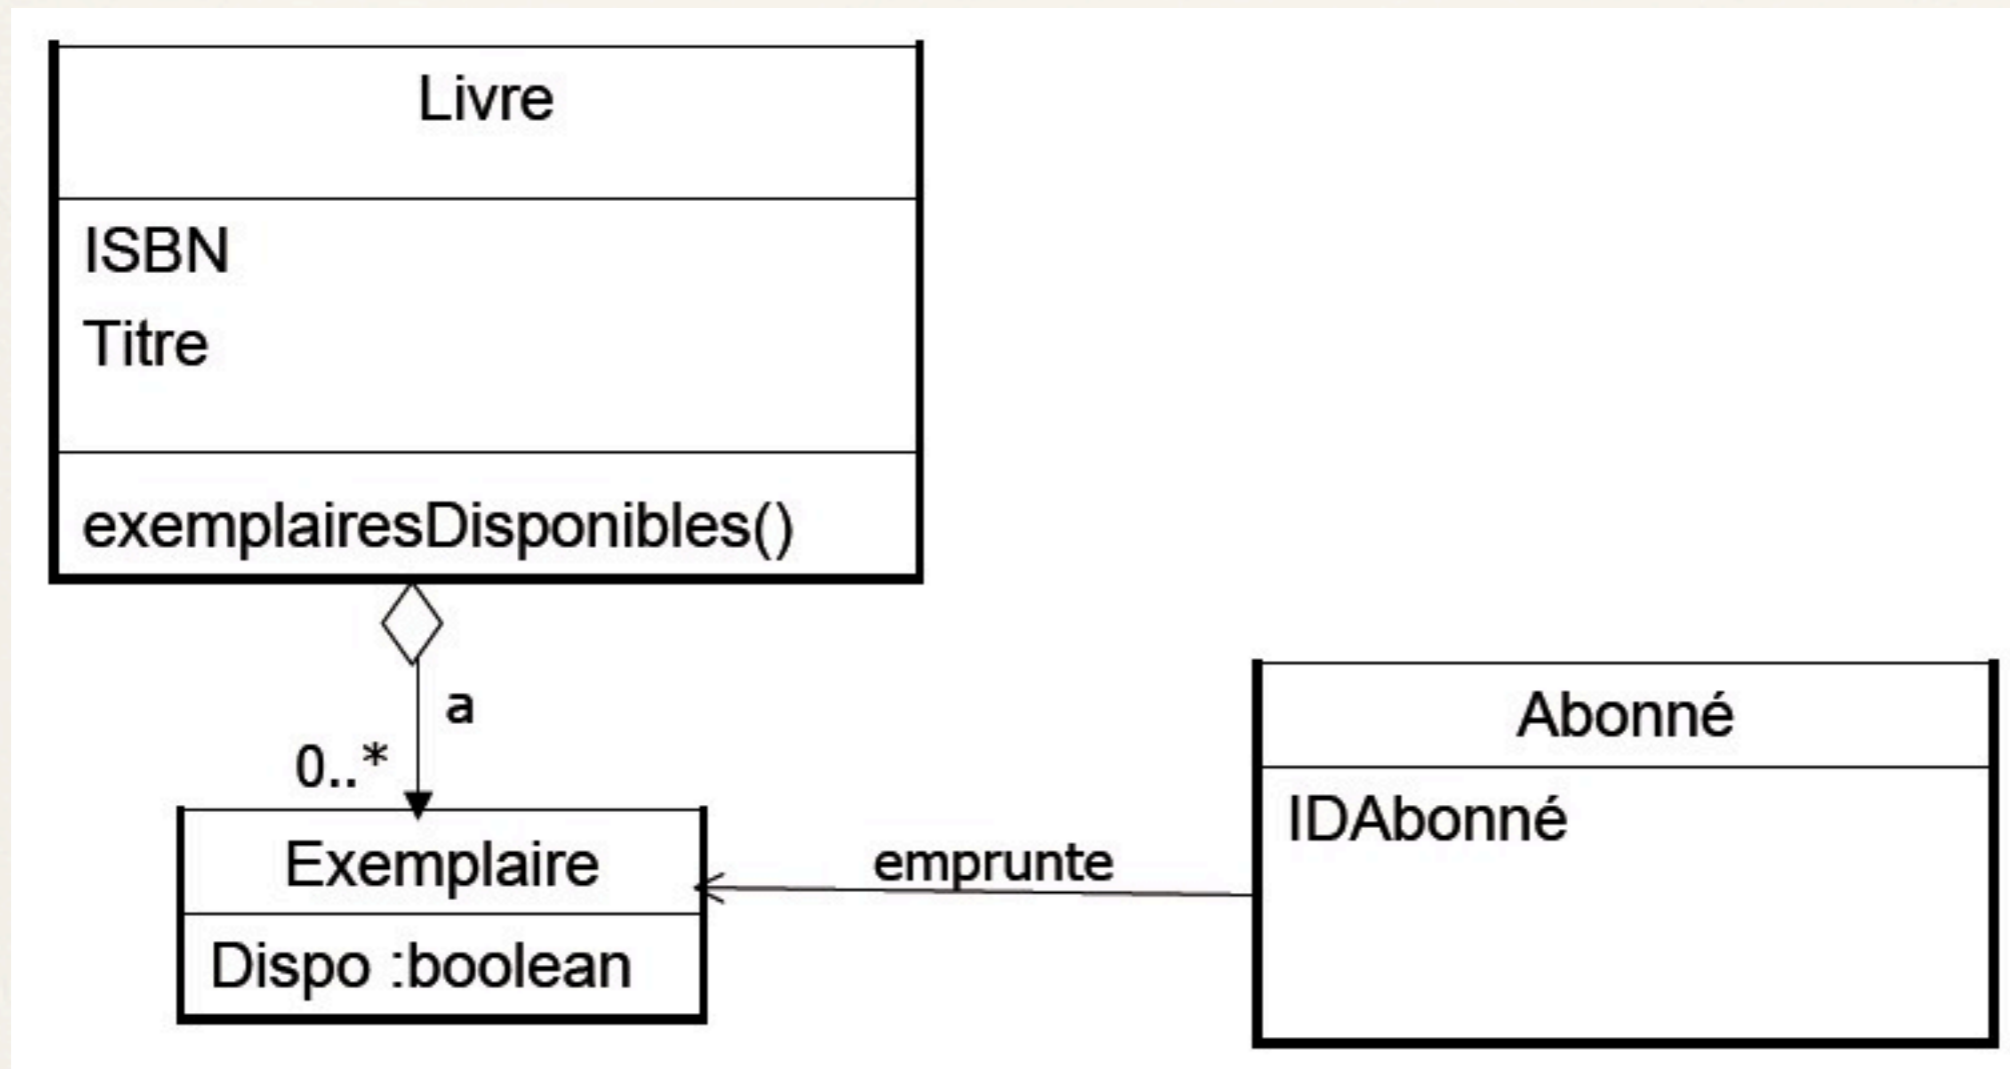 Livre
ISBN
Titre
exemplairesDisponibles()
a
0..*
Exemplaire
Dispo :boolean
emprunte
Abonné
IDAbonné